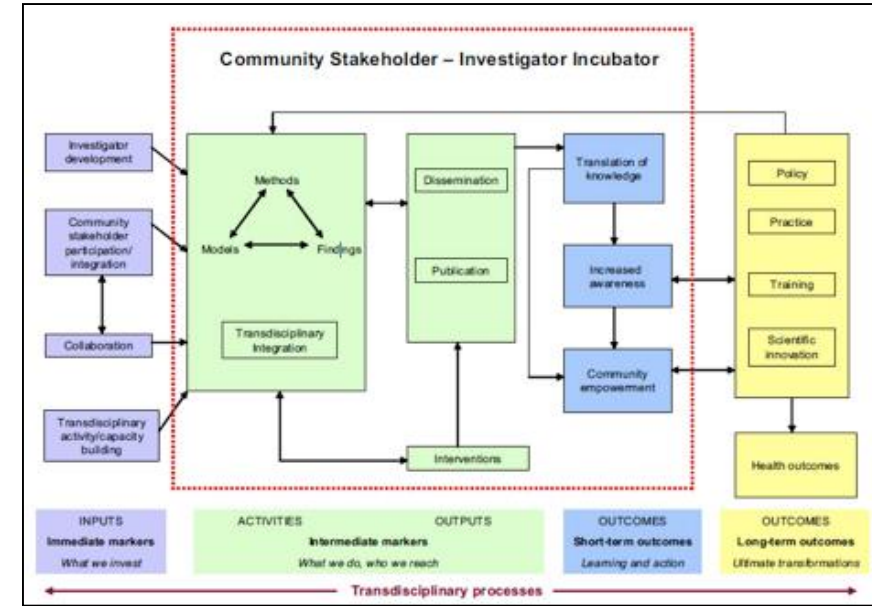 Community Stakeholder – Investigator Incubator
Investigator
development
Community
stakeholder
participation/
integration
Collaboration
Transdisciplinary
activity/capacity
building
Methods
Models
Findings
Transdisciplinary
Integration
Dissemination
Publication
Interventions
Translation of
knowledge
Increased
awareness
Community
empowerment
Policy
Practice
Training
Scientific
innovation
Health outcomes
INPUTS
Immediate markers
What we invest
ACTIVITIES OUTPUTS
Intermediate markers
What we do, who we reach
OUTCOMES
Short-term outcomes
Learning and action
OUTCOMES
Long-term outcomes
Ultimate transformations
Transdisciplinary processes